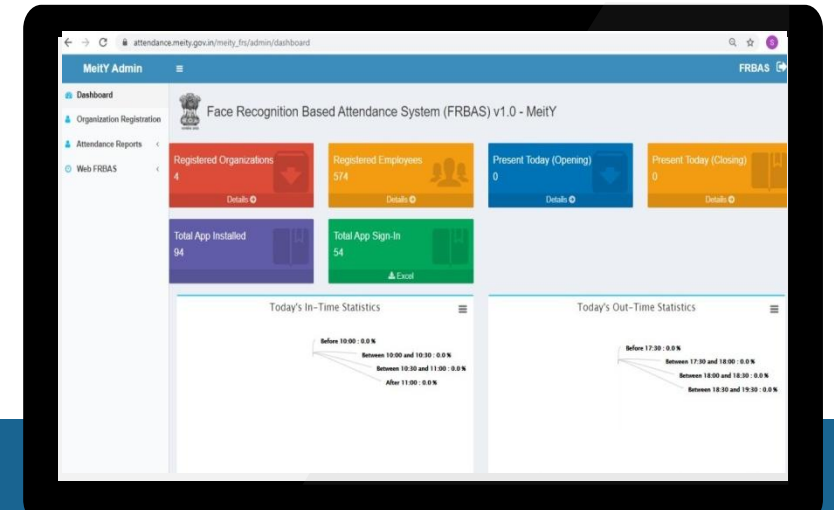 attendance.meity.gov.in/meity_frs/admin/dashboard
S
MeitY Admin
FRBAS
Dashboard
Organization Registration
Attendance Reports
Web FRBAS
Face Recognition Based Attendance System (FRBAS) v1.0 - MeitY
Registered Organizations
4
Details
Registered Employees
574
Details
Present Today (Opening)
0
Details
Present Today (Closing)
0
Details
Total App Installed
94
Total App Sign-In
54
Excel
Today's In-Time Statistics
Before 10:00 : 0.0 %
Between 10:00 and 10:30 : 0.0 %
Between 10:30 and 11:00 : 0.0 %
After 11:00 : 0.0 %
Today's Out-Time Statistics
Before 17:30 : 0.0 %
Between 17:30 and 18:00 : 0.0 %
Between 18:00 and 18:30 : 0.0 %
Between 18:30 and 19:30 : 0.0 %